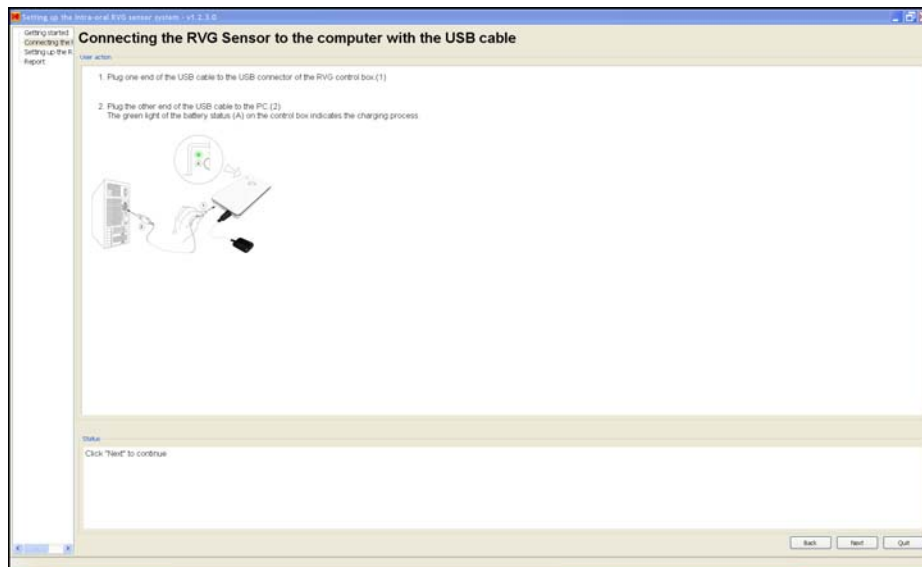 Setting up the intra-oral RVG sensor system - v1.2.3.0
Getting started
Connecting the
Setting up the R
Report
Connecting the RVG Sensor to the computer with the USB cable
User action
1. Plug one end of the USB cable to the USB connector of the RVG control box.(1)
2. Plug the other end of the USB cable to the PC.(2)
The green light of the battery status (A) on the control box indicates the charging process
Status
Click "Next" to continue
Back
Next
Quit